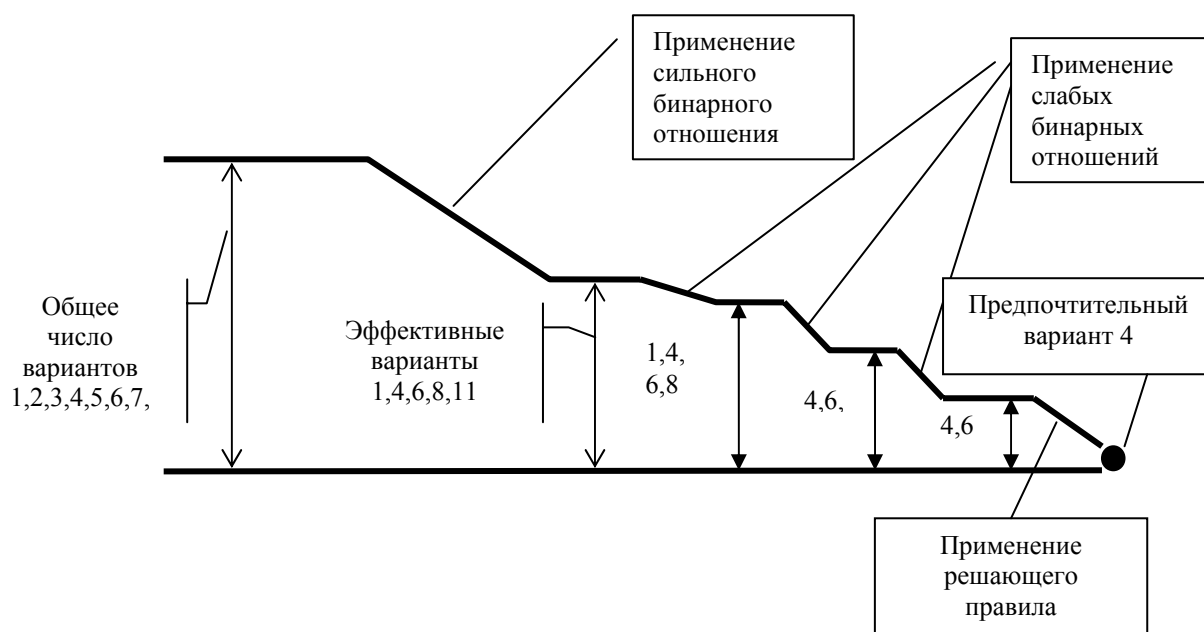 Применение
сильного
бинарного
отношения
Применение
слабых
бинарных
отношений
Общее
число
вариантов
1,2,3,4,5,6,7,
Эффективные
варианты
1,4,6,8,11
1,4,
6,8
4,6,
4,6
Предпочтительный
вариант 4
Применение
решающего
правила